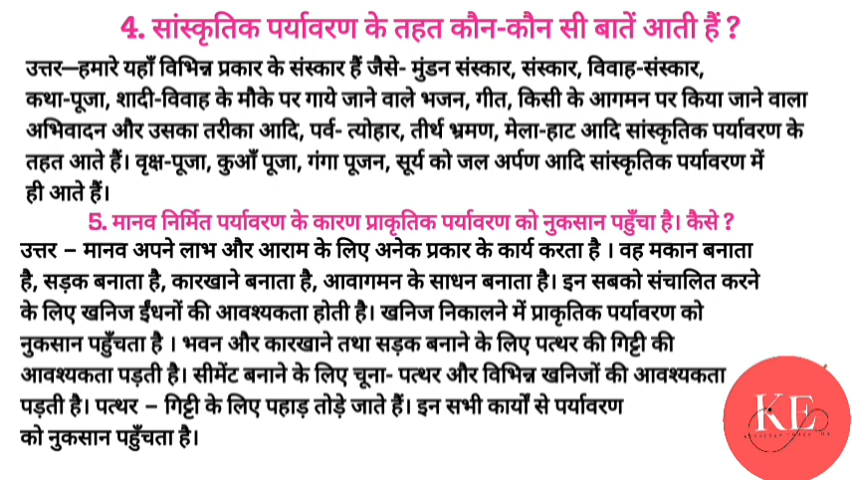 4. सांस्कृतिक पर्यावरण के तहत कौन-कौन सी बातें आती हैं ?
उत्तर—हमारे यहाँ विभिन्न प्रकार के संस्कार हैं जैसे- मुंडन संस्कार, संस्कार, विवाह-संस्कार,
कथा-पूजा, शादी-विवाह के मौके पर गाये जाने वाले भजन, गीत, किसी के आगमन पर किया जाने वाला
अभिवादन और उसका तरीका आदि, पर्व- त्योहार, तीर्थ भ्रमण, मेला-हाट आदि सांस्कृतिक पर्यावरण के
तहत आते हैं। वृक्ष-पूजा, कुआँ पूजा, गंगा पूजन, सूर्य को जल अर्पण आदि सांस्कृतिक पर्यावरण में
ही आते हैं।
5. मानव निर्मित पर्यावरण के कारण प्राकृतिक पर्यावरण को नुकसान पहुँचा है। कैसे ?
उत्तर – मानव अपने लाभ और आराम के लिए अनेक प्रकार के कार्य करता है । वह मकान बनाता
है, सड़क बनाता है, कारखाने बनाता है, आवागमन के साधन बनाता है। इन सबको संचालित करने
के लिए खनिज ईंधनों की आवश्यकता होती है। खनिज निकालने में प्राकृतिक पर्यावरण को
नुकसान पहुँचता है । भवन और कारखाने तथा सड़क बनाने के लिए पत्थर की गिट्टी की
आवश्यकता पड़ती है। सीमेंट बनाने के लिए चूना- पत्थर और विभिन्न खनिजों की आवश्यकता
पड़ती है। पत्थर – गिट्टी के लिए पहाड़ तोड़े जाते हैं। इन सभी कार्यों से पर्यावरण
को नुकसान पहुँचता है।
KE